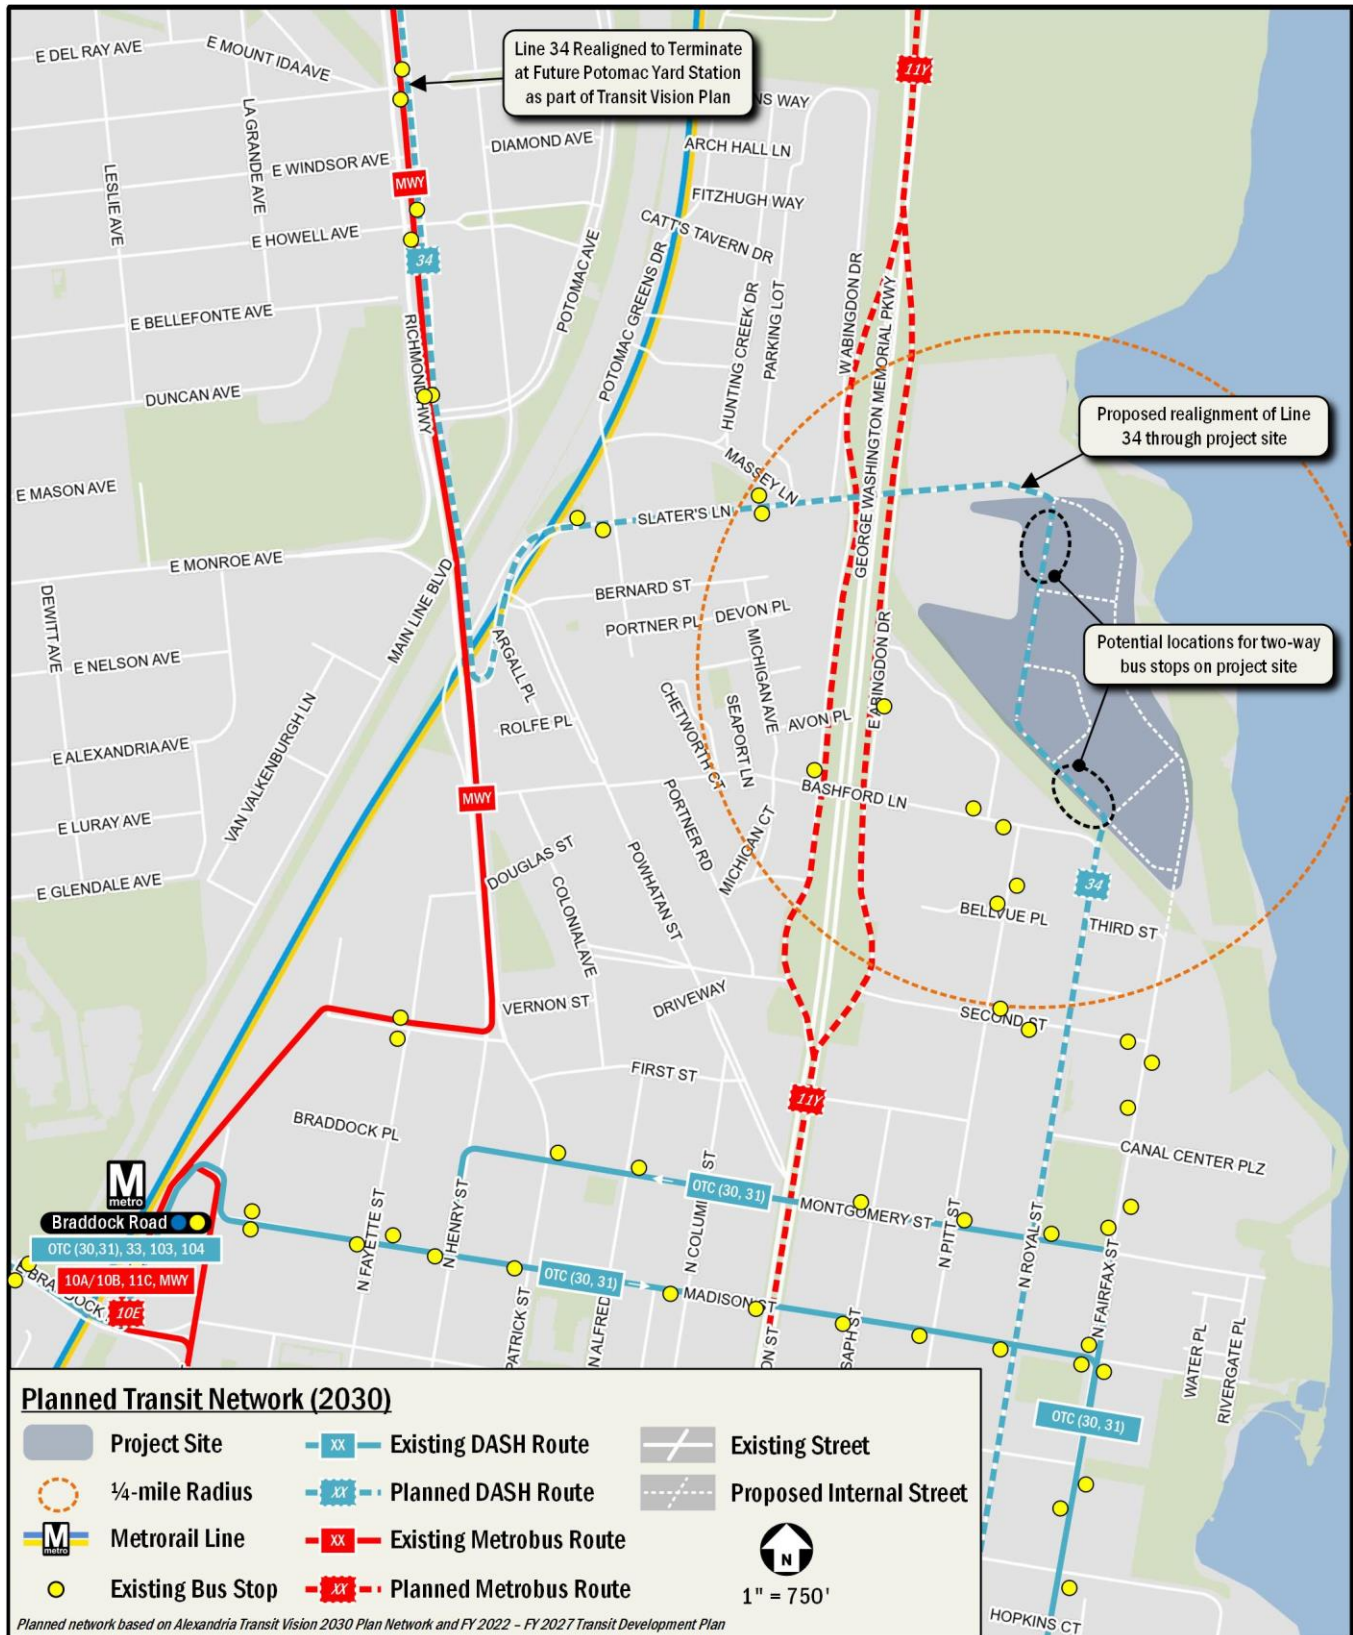 E DEL RAY AVE
E MOUNT IDA AVE
LA GRANDE AVE
LESLIE AVE
E WINDSOR AVE
E HOWELL AVE
E BELLEFONTE AVE
DUNCAN AVE
E MASON AVE
E MONROE AVE
DEWITT AVE
E NELSON AVE
E ALEXANDRIA AVE
E LURAY AVE
E GLENDALE AVE
VAN VALKENBURGH LN
MAIN LINE BLVD
RICHMOND HWY
MWY
34
Line 34 Realigned to Terminate
at Future Potomac Yard Station
as part of Transit Vision Plan
DIAMOND AVE
POTOMAC AVE
POTOMAC GREENS DR
NS WAY
ARCH HALL LN
FITZHUGH WAY
CATT'S TAVERN DR
HUNTING CREEK DR
PARKING LOT
W ABINGDON DR
GEORGE WASHINGTON MEMORIAL PKWY
E ABINGDON DR
11Y
MASSEY LN
SLATER'S LN
BERNARD ST
PORTNER PL
DEVON PL
MICHIGAN AVE
ARGALL PL
ROLFE PL
CHETWORTH CT
SEAPORT LN
AVON PL
BASHFORD LN
PORTNER RD
MICHIGAN CT
MWY
DOUGLAS ST
COLONIAL AVE
POWHATAN ST
VERNON ST
DRIVEWAY
FIRST ST
Proposed realignment of Line
34 through project site
Potential locations for two-way
bus stops on project site
34
BELLVUE PL
THIRD ST
SECOND ST
11Y
CANAL CENTER PLZ
BRADDOCK PL
M
metro
Braddock Road
OTC (30,31), 33, 103, 104
10A/10B, 11C, MWY
10E
E BRADDOCK
N FAYETTE ST
N HENRY ST
PATRICK ST
N ALFRED
N COLUM
ST
OTC (30, 31)
MONTGOMERY ST
OTC (30, 31)
MADISON ST
ON ST
SAPH ST
N PITT ST
N ROYAL ST
N FAIRFAX ST
WATER PL
RIVERGATE PL
OTC (30, 31)
HOPKINS CT
Planned Transit Network (2030)
Project Site
¼-mile Radius
M
metro
Metrorail Line
Existing Bus Stop
XX
Existing DASH Route
XX
Planned DASH Route
XX
Existing Metrobus Route
XX
Planned Metrobus Route
Existing Street
Proposed Internal Street
N
1" = 750'
Planned network based on Alexandria Transit Vision 2030 Plan Network and FY 2022 – FY 2027 Transit Development Plan